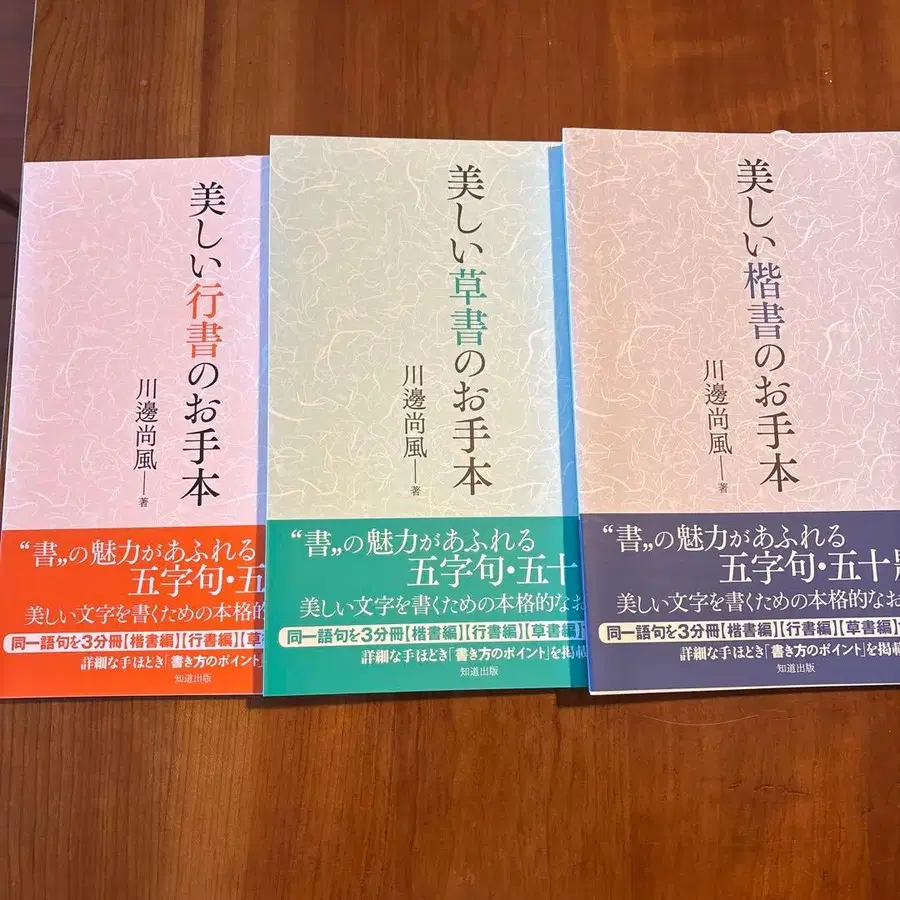 美しい行書のお手本
川邊尚風―著
“書„の魅力があふれる
五字句・五
美しい文字を書くための本格的
同一語句を3分冊【楷書編】【行書編】【草
詳細な手ほどき「書き方のポイント」
知道出版
美しい草書のお手本
川邊尚風―著
“書„の魅力があふれる
五字句・五十
美しい文字を書くための本格的なお
同一語句を3分冊【楷書編】【行書編】【草書編】
詳細な手ほどき「書き方のポイント」を掲載
知道出版
美しい楷書のお手本
川邊尚風―著
“書„の魅力があふれる
五字句・五十
美しい文字を書くための本格的なお
同一語句を3分冊【楷書編】【行書編】【草書編】
詳細な手ほどき「書き方のポイント」を掲
知道出版